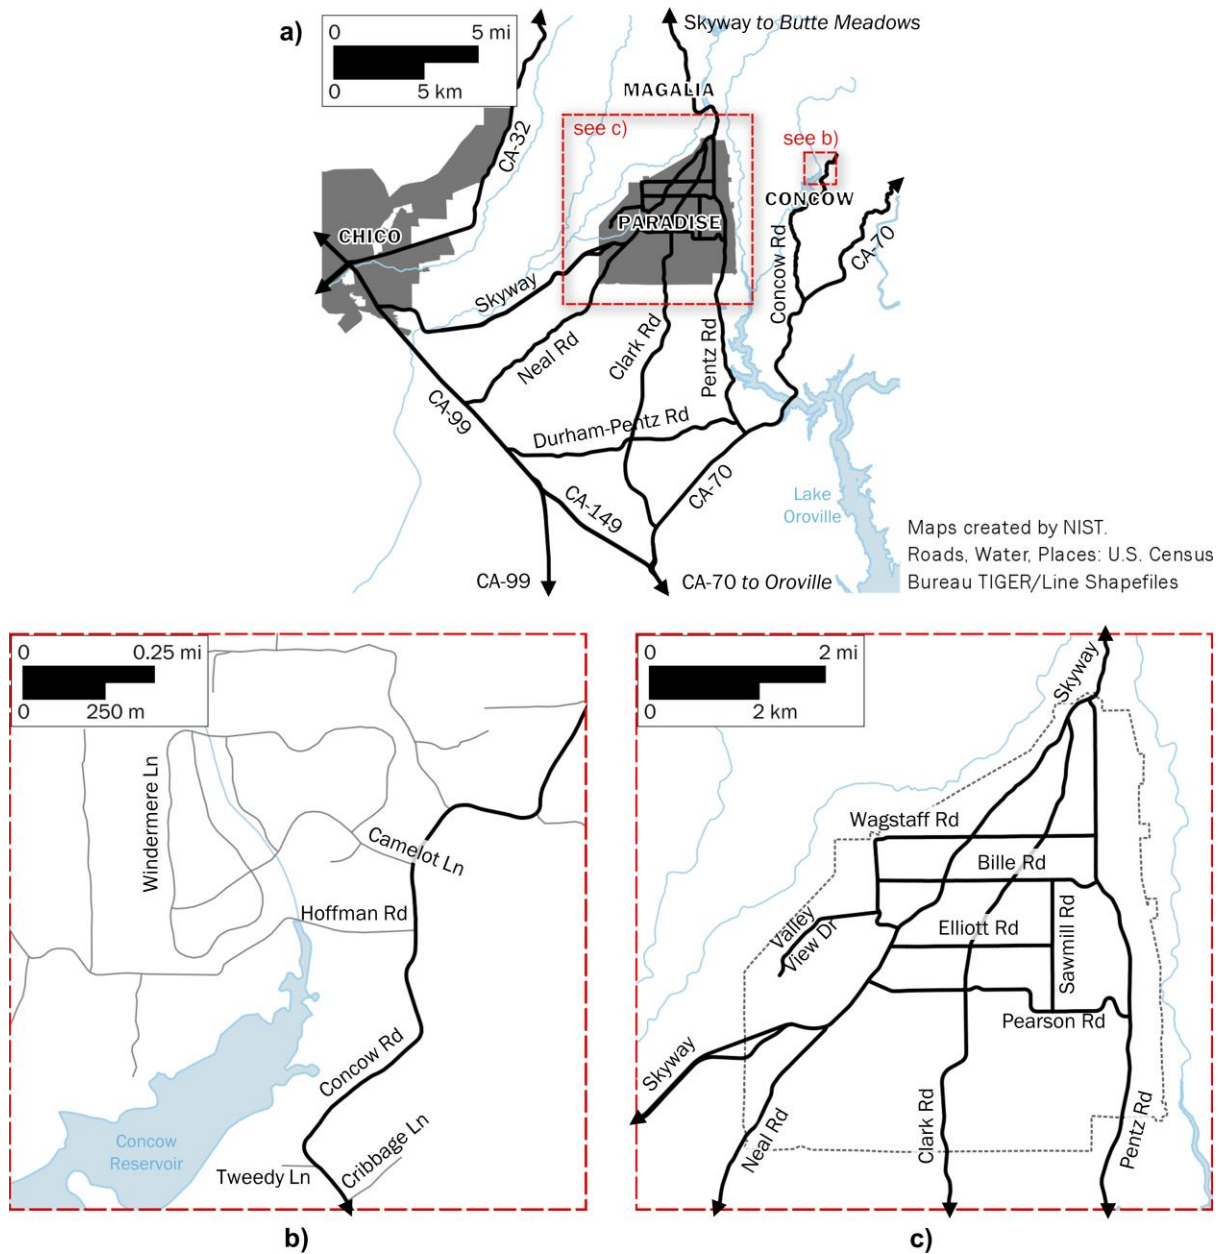 a)
0 5 mi
0 5 km
Skyway to Butte Meadows
MAGALIA
see c)
see b)
CA-32
CONCOW
PARADISE
CHICO
Skyway
Concow Rd
CA-70
Neal Rd
Clark Rd
Pentz Rd
CA-99
Durham-Pentz Rd
CA-149
CA-70
Lake
Oroville
CA-99
CA-70 to Oroville
Maps created by NIST.
Roads, Water, Places: U.S. Census
Bureau TIGER/Line Shapefiles
0 0.25 mi
0 250 m
Windermere Ln
Camelot Ln
Hoffman Rd
Concow Rd
Concow
Reservoir
Tweedy Ln
Cribbage Ln
b)
0 2 mi
0 2 km
Skyway
Wagstaff Rd
Bille Rd
Valley
View Dr
Elliott Rd
Sawmill Rd
Pearson Rd
Skyway
Neal Rd
Clark Rd
Pentz Rd
c)